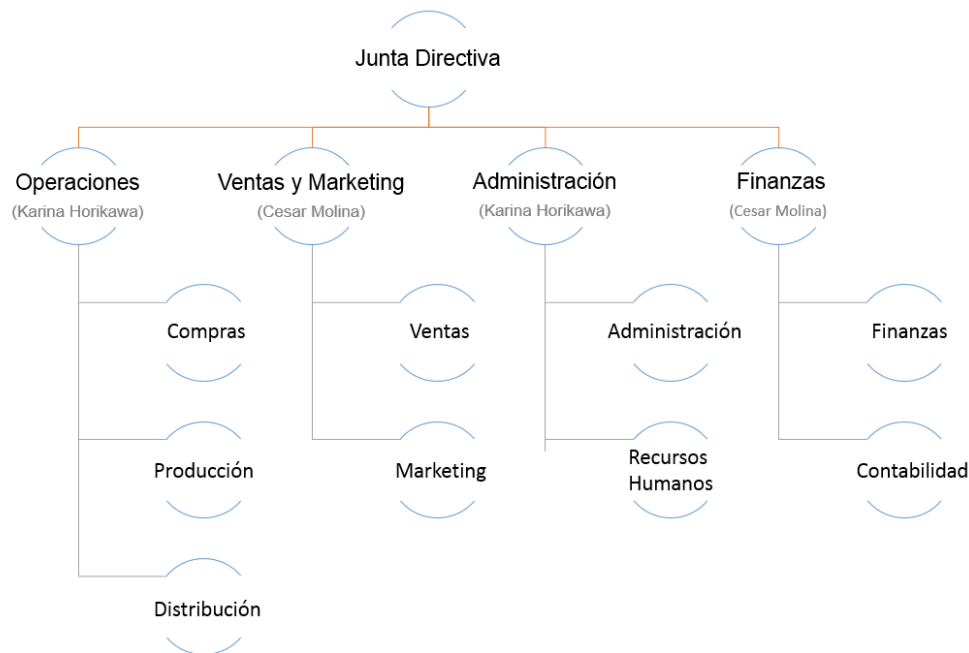 Junta Directiva
Operaciones
(Karina Horikawa)
Ventas y Marketing
(Cesar Molina)
Administración
(Karina Horikawa)
Finanzas
(Cesar Molina)
Compras
Ventas
Administración
Finanzas
Producción
Marketing
Recursos
Humanos
Contabilidad
Distribución